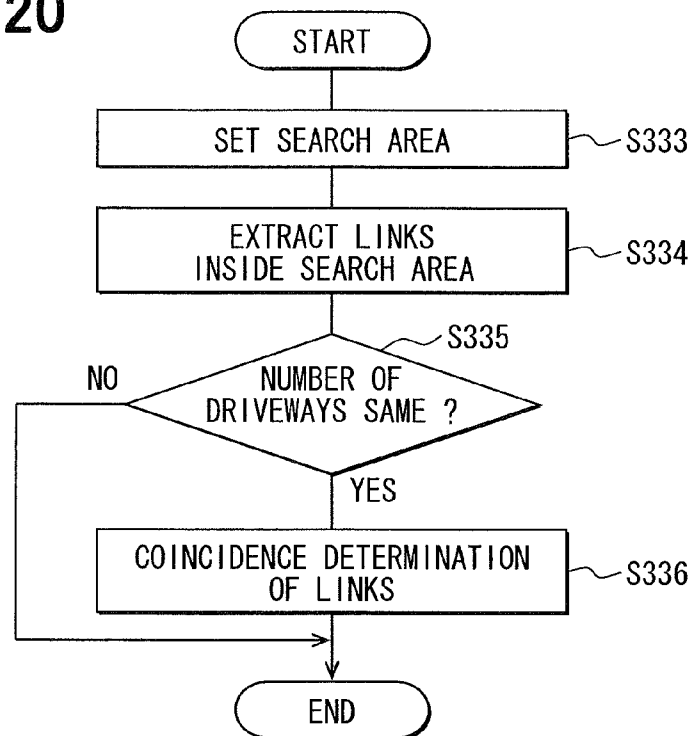 20
START
SET SEARCH AREA
S333
EXTRACT LINKS
INSIDE SEARCH AREA
S334
S335
NO
NUMBER OF
DRIVEWAYS SAME ?
YES
COINCIDENCE DETERMINATION
OF LINKS
S336
END